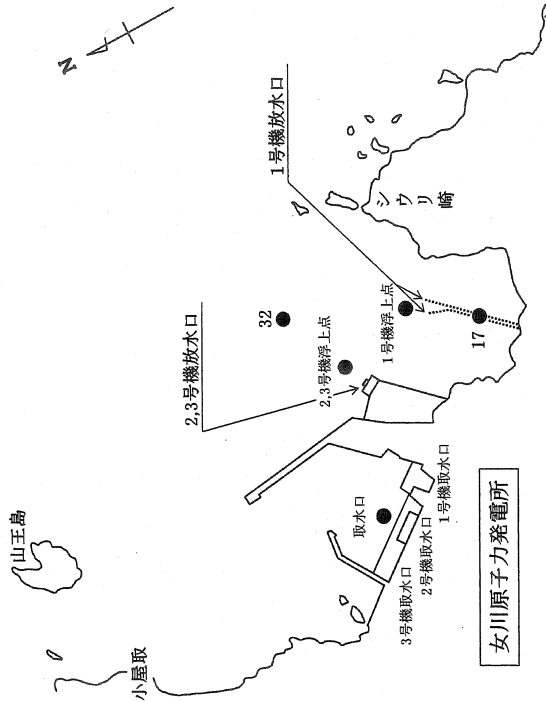 N
1号機放水口
2,3号機放水口
シウリ崎
32
1号機浮上点
2,3号機浮上点
17
山王島
取水口
1号機取水口
2号機取水口
3号機取水口
小屋取
女川原子力発電所